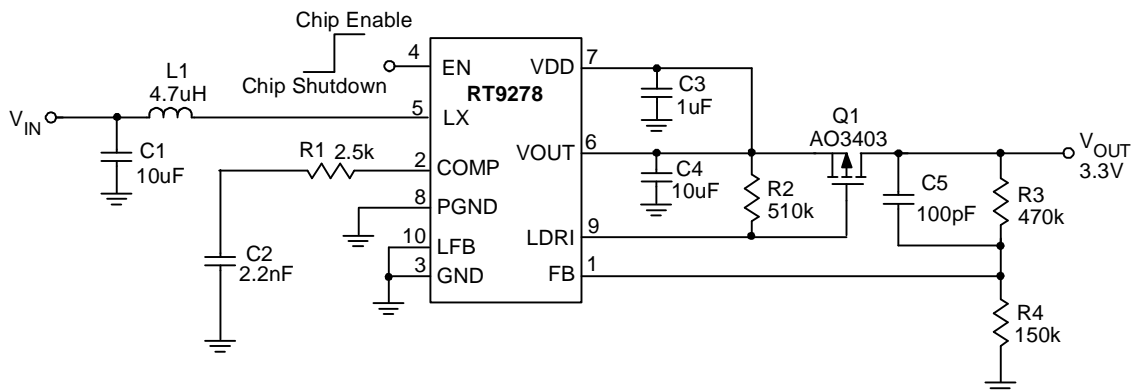 Chip Enable
Chip Shutdown
L1
4.7uH
V_IN
C1
10uF
R1 2.5k
C2
2.2nF
4
5
2
8
10
3
EN
LX
COMP
PGND
LFB
GND
RT9278
VDD
VOUT
LDRI
FB
7
6
9
1
C3
1uF
C4
10uF
R2
510k
Q1
AO3403
C5
100pF
R3
470k
R4
150k
V_OUT
3.3V